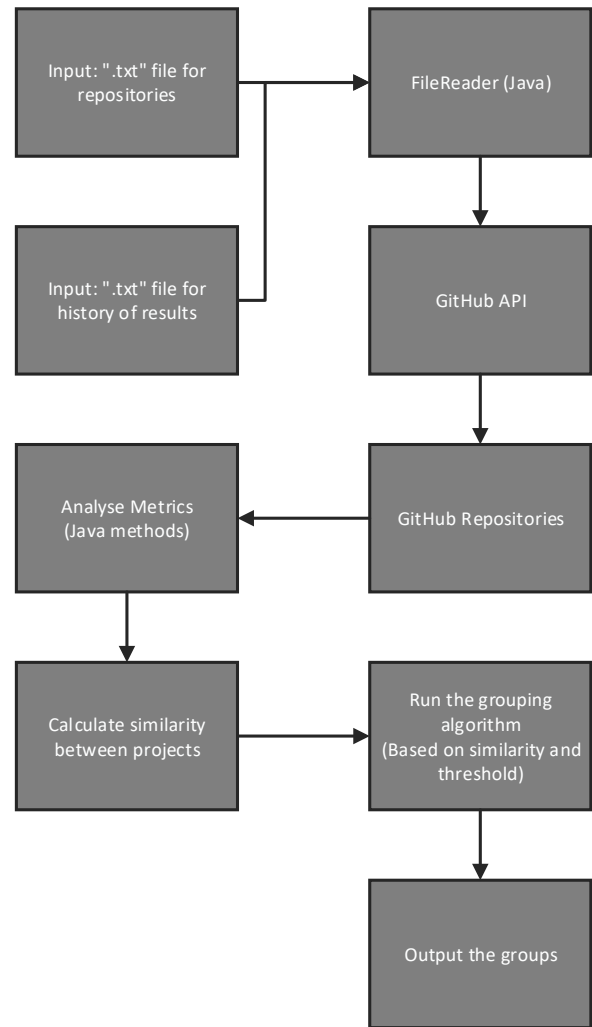 Input: ".txt" file for
repositories
FileReader (Java)
Input: ".txt" file for
history of results
GitHub API
Analyse Metrics
(Java methods)
GitHub Repositories
Calculate similarity
between projects
Run the grouping
algorithm
(Based on similarity and
threshold)
Output the groups